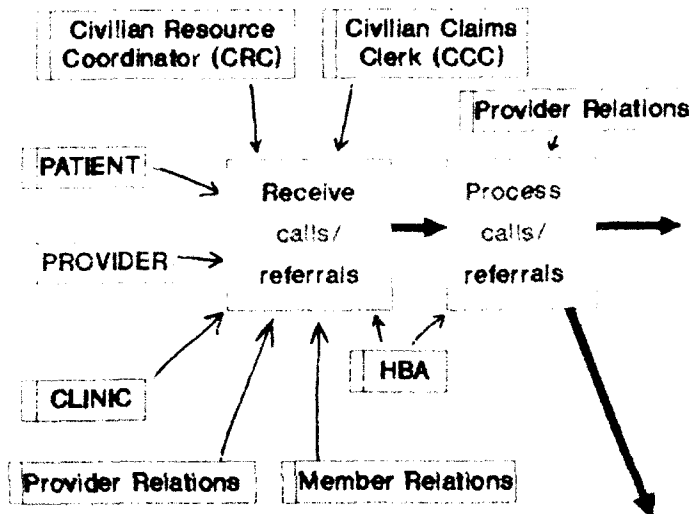 Civilian Resource
Coordinator (CRC)
Civilian Claims
Clerk (CCC)
Provider Relations
PATIENT
Receive
calls/
referrals
Process
calls/
referrals
PROVIDER
HBA
CLINIC
Provider Relations
Member Relations